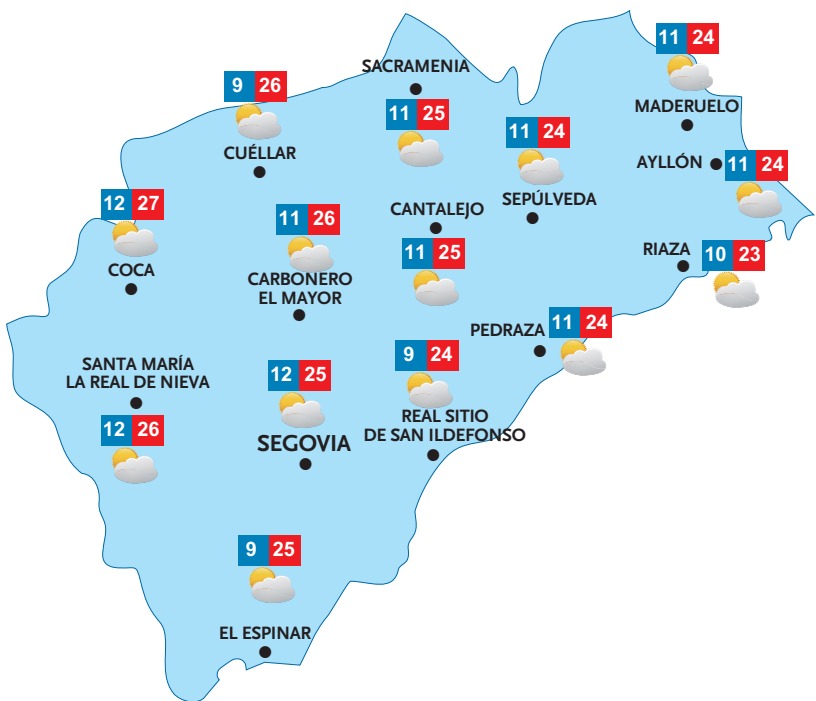 11 24
MADERUELO
SACRAMENIA
11 25
9 26
CUÉLLAR
11 24
SEPÚLVEDA
AYLLÓN
11 24
12 27
COCA
11 26
CARBONERO
EL MAYOR
CANTALEJO
11 25
RIAZA
10 23
PEDRAZA
11 24
SANTA MARÍA
LA REAL DE NIEVA
12 26
12 25
SEGOVIA
9 24
REAL SITIO
DE SAN ILDEFONSO
9 25
EL ESPINAR